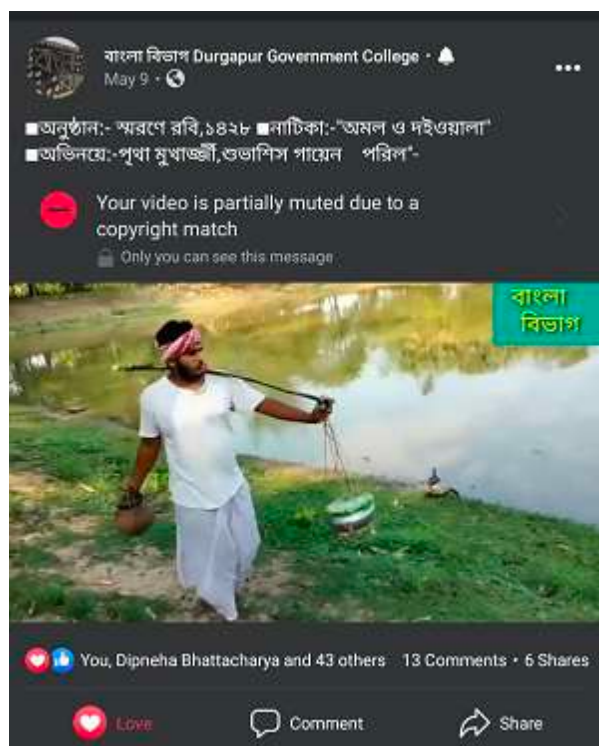 বাংলা বিভাগ Durgapur Government College ·
May 9 ·
■অনুষ্ঠান:- স্মরণে রবি,১৪২৮ ■নাটিকা:-"অমল ও দইওয়ালা"
■অভিনয়ে:-পৃথা মুখার্জ্জী,শুভাশিস গায়েন পরিল"-
Your video is partially muted due to a
copyright match
Only you can see this message
বাংলা
বিভাগ
You, Dipneha Bhattacharya and 43 others 13 Comments • 6 Shares
Love Comment Share